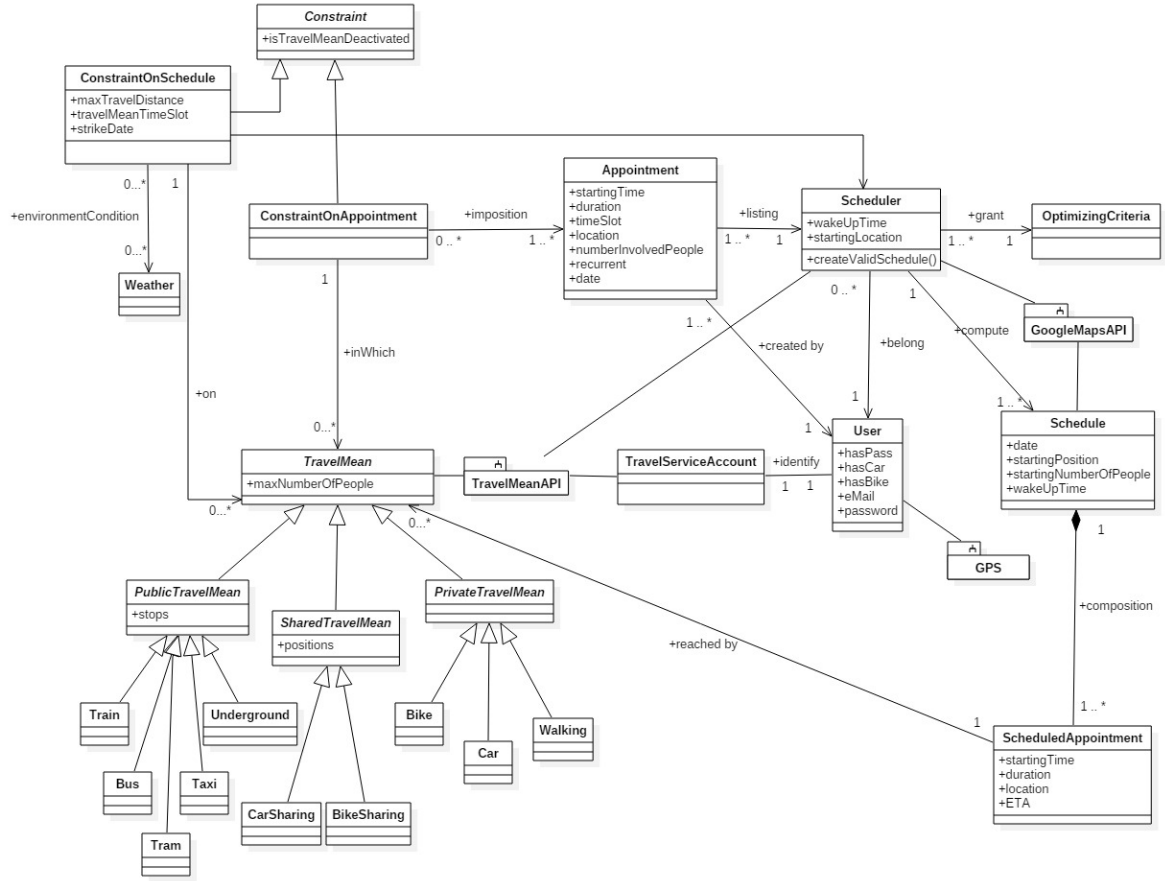 Constraint
+isTravelMeanDeactivated
ConstraintOnSchedule
+maxTravelDistance
+travelMeanTimeSlot
+strikeDate
0...*
1
+environmentCondition
0...*
Weather
ConstraintOnAppointment
1
+imposition
0..*
1..*
Appointment
+startingTime
+duration
+timeSlot
+location
+numberInvolvedPeople
+recurrent
+date
+listing
1..*
1
Scheduler
+wakeUpTime
+startingLocation
+createValidSchedule()
+grant
1..*
1
OptimizingCriteria
1 .. *
0 .. *
1
+created by
+belong
+compute
GoogleMapsAPI
+inWhich
+on
0...*
0...*
1
1
1 .. *
TravelMean
+maxNumberOfPeople
TravelMeanAPI
TravelServiceAccount
+identify
1
1
User
+hasPass
+hasCar
+hasBike
+eMail
+password
GPS
Schedule
+date
+startingPosition
+startingNumberOfPeople
+wakeUpTime
1
+composition
1 .. *
0...*
+reached by
1
ScheduledAppointment
+startingTime
+duration
+location
+ETA
PublicTravelMean
+stops
SharedTravelMean
+positions
PrivateTravelMean
Train
Underground
Bus
Taxi
Tram
CarSharing
BikeSharing
Bike
Car
Walking